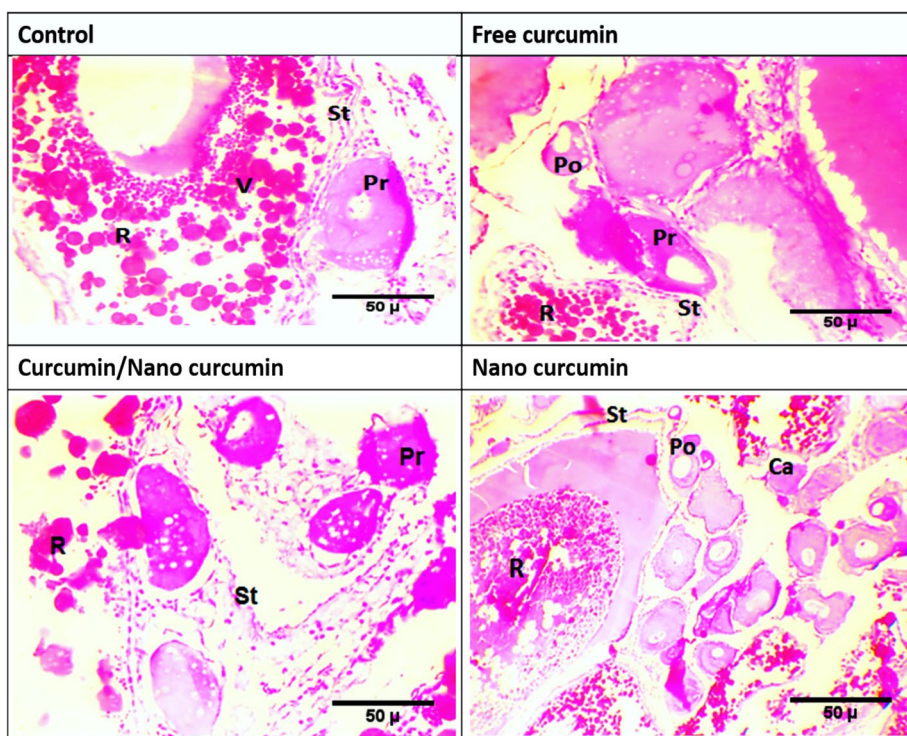 Control
St
Pr
V
R
50 µ
Free curcumin
Po
Pr
St
R
50 µ
Curcumin/Nano curcumin
Pr
R
St
50 µ
Nano curcumin
St
Po
Ca
R
50 µ